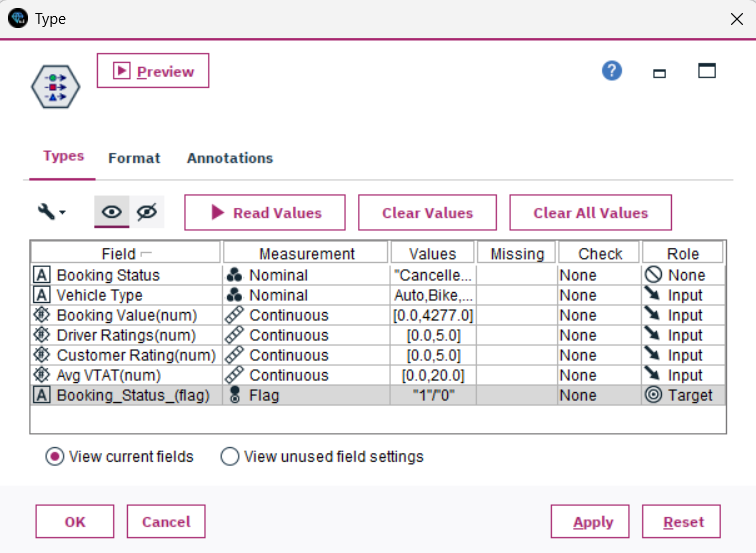 Type
Preview
Types Format Annotations
Read Values Clear Values Clear All Values
Field Measurement Values Missing Check Role
A Booking Status Nominal "Cancelle... None None
A Vehicle Type Nominal Auto,Bike,... None Input
Booking Value(num) Continuous [0.0,4277.0] None Input
Driver Ratings(num) Continuous [0.0,5.0] None Input
Customer Rating(num) Continuous [0.0,5.0] None Input
Avg VTAT(num) Continuous [0.0,20.0] None Input
A Booking_Status_(flag) Flag "1"/"0" None Target
View current fields View unused field settings
OK Cancel Apply Reset